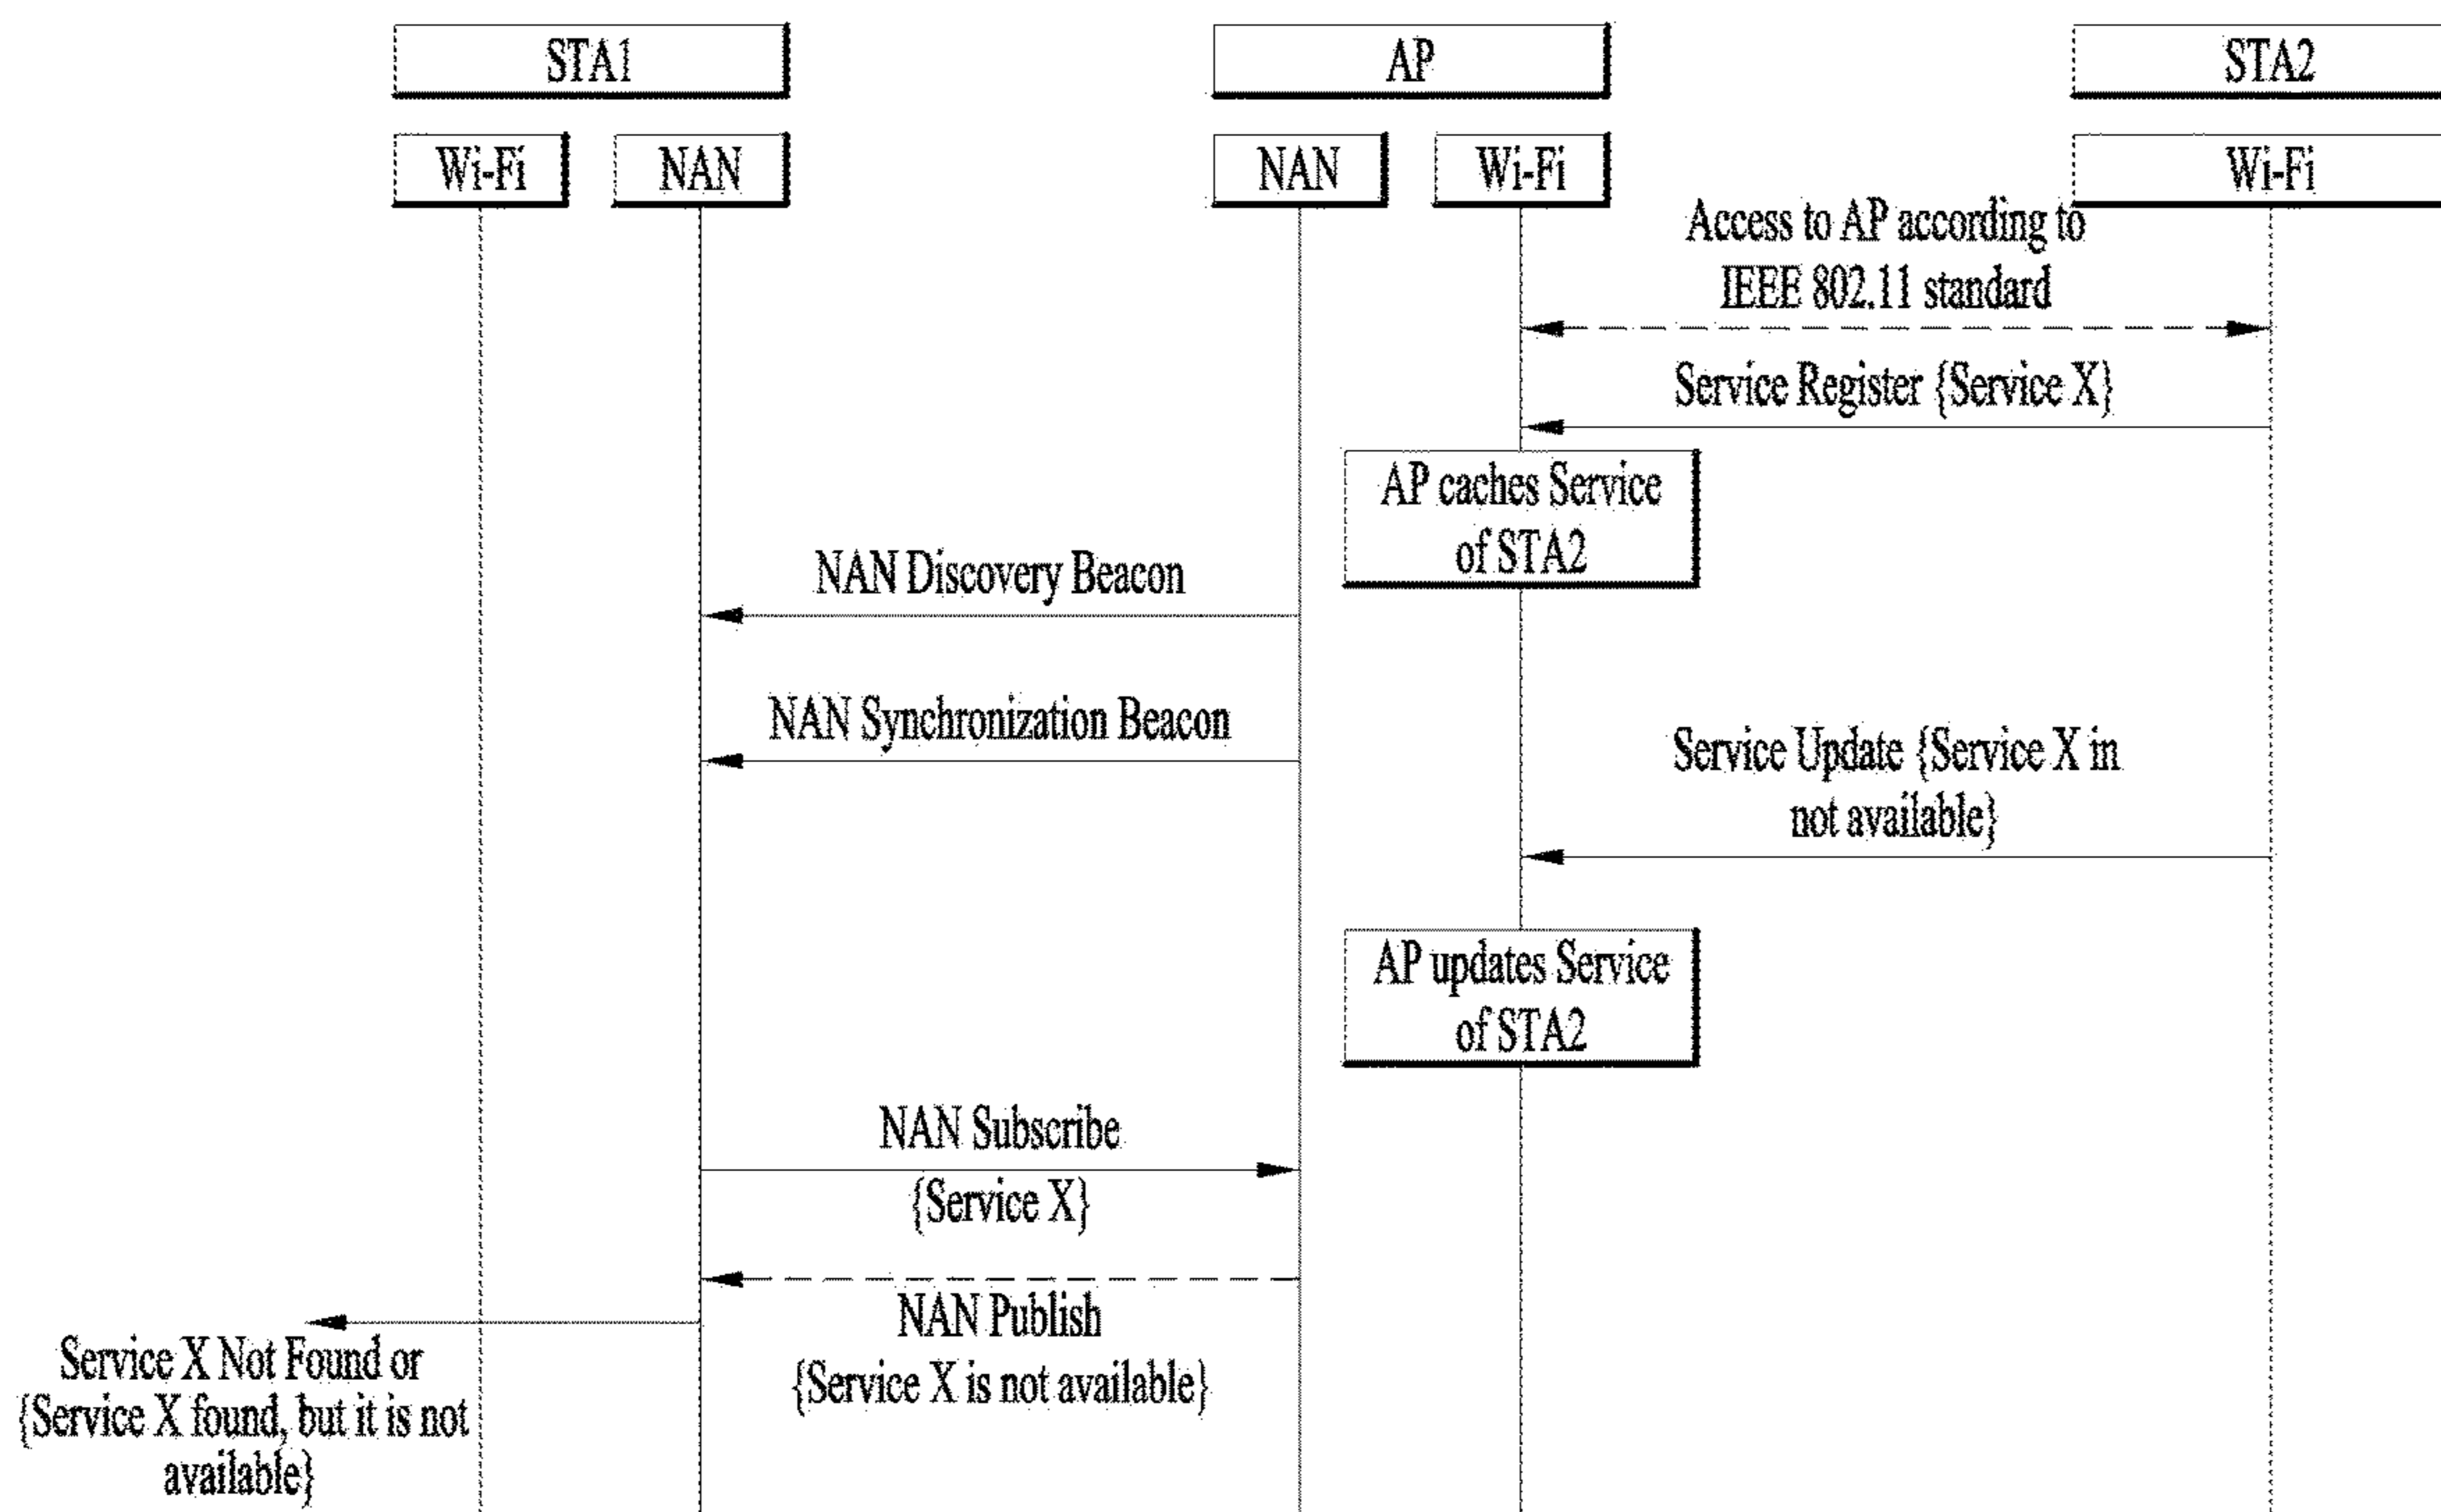 STA1
AP
STA2
Wi-Fi
NAN
NAN
Wi-Fi
Wi-Fi
Access to AP according to
IEEE 802.11 standard
Service Register {Service X}
AP caches Service
of STA2
NAN Discovery Beacon
NAN Synchronization Beacon
Service Update {Service X in
not available}
AP updates Service
of STA2
NAN Subscribe
{Service X}
NAN Publish
{Service X is not available}
Service X Not Found or
{Service X found, but it is not
available}